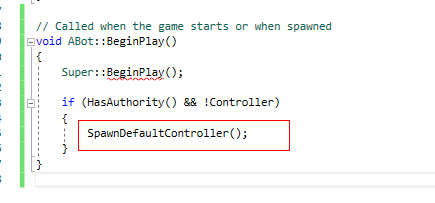 // Called when the game starts or when spawned
void ABot::BeginPlay()
{
Super::BeginPlay();
if (HasAuthority() && !Controller)
{
SpawnDefaultController();
}
}